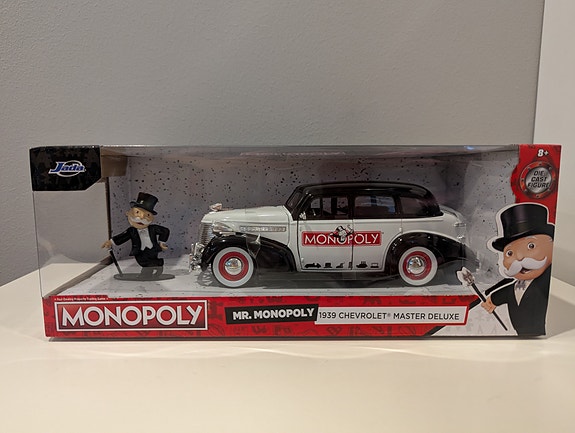 Jada
8+
DIE
CAST
FIGURE
MONOPOLY
MONOPOLY
MR. MONOPOLY
1939 CHEVROLET® MASTER DELUXE